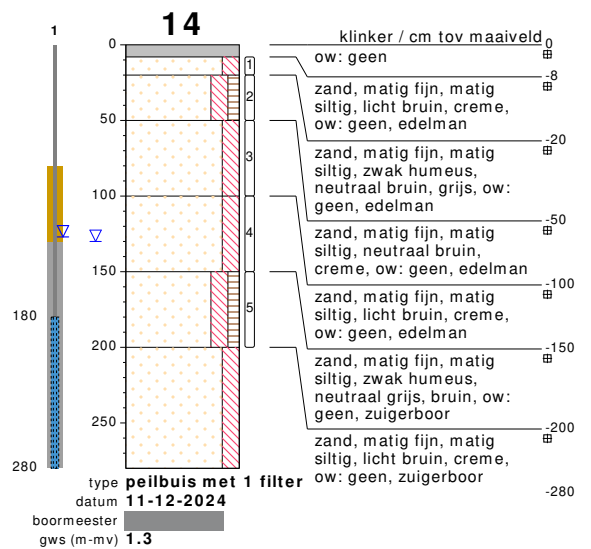 1
14
klinker / cm tov maaiveld
0
ow: geen
-8
zand, matig fijn, matig
siltig, licht bruin, creme,
ow: geen, edelman
-20
zand, matig fijn, matig
siltig, zwak humeus,
neutraal bruin, grijs, ow:
geen, edelman
-50
zand, matig fijn, matig
siltig, neutraal bruin,
creme, ow: geen, edelman
-100
zand, matig fijn, matig
siltig, licht bruin, creme,
ow: geen, edelman
-150
zand, matig fijn, matig
siltig, zwak humeus,
neutraal grijs, bruin, ow:
geen, zuigerboor
-200
zand, matig fijn, matig
siltig, licht bruin, creme,
ow: geen, zuigerboor
-280
0
50
100
150
200
250
1
2
3
4
5
180
280
type peilbuis met 1 filter
datum 11-12-2024
boormeester
gws (m-mv) 1.3